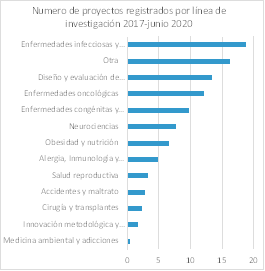 Numero de proyectos registrados por línea de
investigación 2017-junio 2020
Enfermedades infecciosas y...
Otra
Diseño y evaluación de...
Enfermedades oncológicas
Enfermedades congénitas y...
Neurociencias
Obesidad y nutrición
Alergia, Inmunología y...
Salud reproductiva
Accidentes y maltrato
Cirugía y transplantes
Innovación metodológica y...
Medicina ambiental y adicciones
0 5 10 15 20